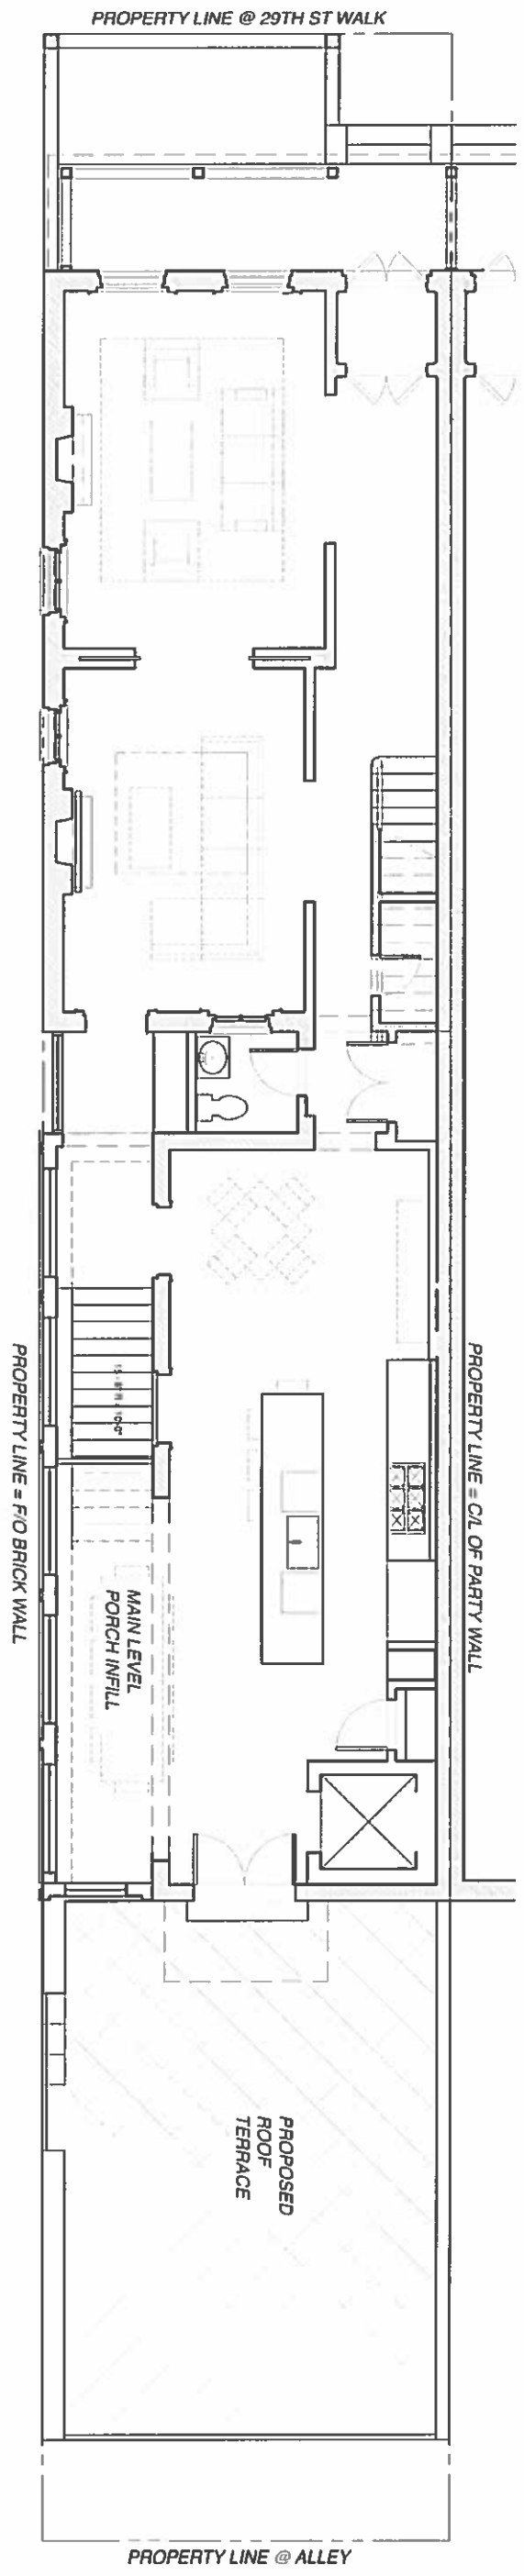 PROPERTY LINE @ 29TH ST WALK
PROPERTY LINE = F/O BRICK WALL
PROPERTY LINE = C/L OF PARTY WALL
MAIN LEVEL
PORCH INFILL
PROPOSED
ROOF
TERRACE
PROPERTY LINE @ ALLEY